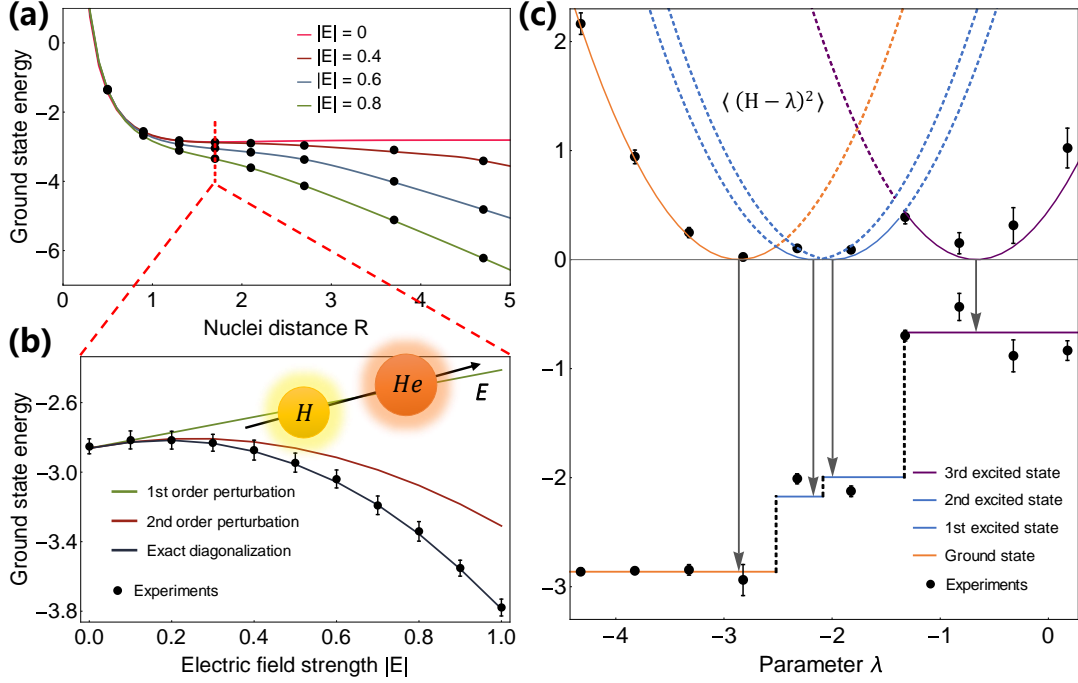 (a)
Ground state energy
0
−2
−4
−6
|E| = 0
|E| = 0.4
|E| = 0.6
|E| = 0.8
0
1
2
3
4
5
Nuclei distance R
(b)
Ground state energy
−2.6
−3.0
−3.4
−3.8
H
He
E
1st order perturbation
2nd order perturbation
Exact diagonalization
Experiments
0.0
0.2
0.4
0.6
0.8
1.0
Electric field strength |E|
(c)
2
1
0
−1
−2
−3
⟨ (H − λ)² ⟩
3rd excited state
2nd excited state
1st excited state
Ground state
Experiments
−4
−3
−2
−1
0
Parameter λ